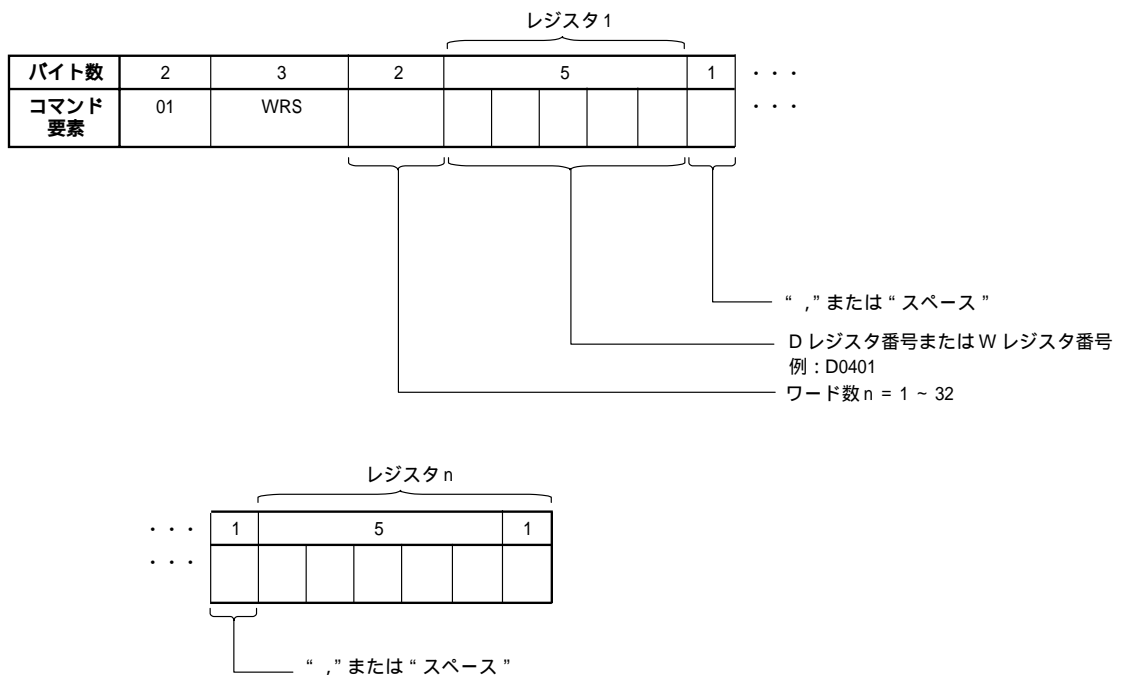 レジスタ1
バイト数 2 3 2 5 1 ・・・
コマンド要素 01 WRS ・・・
“ ,” または “ スペース ”
D レジスタ番号または W レジスタ番号
例 : D0401
ワード数 n = 1 ~ 32
レジスタ n
・・・ 1 5 1
・・・
“ ,” または “ スペース ”